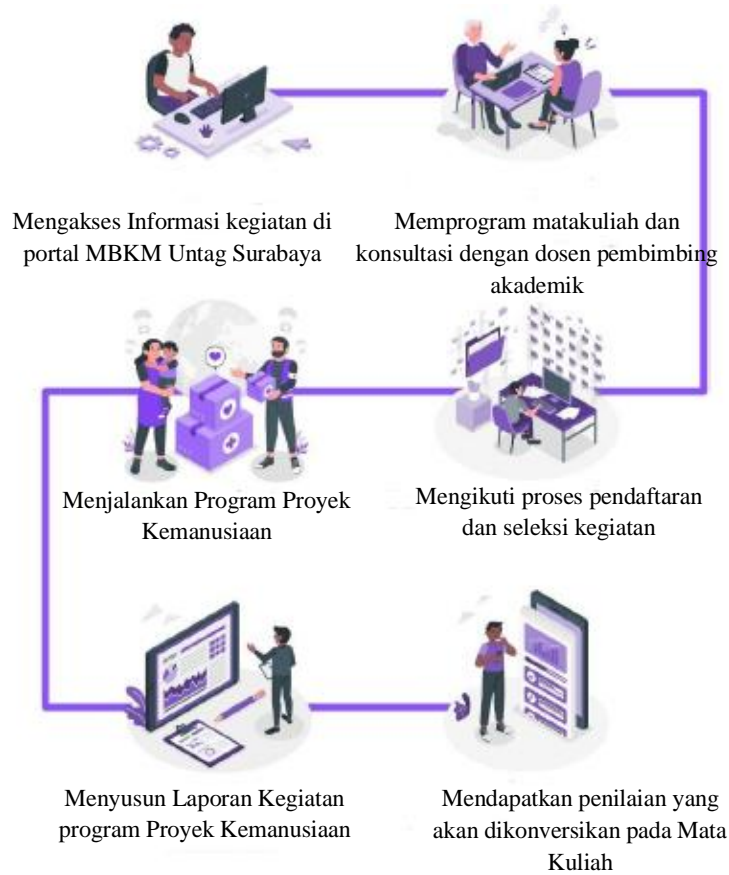 Mengakses Informasi kegiatan di
portal MBKM Untag Surabaya
Memprogram matakuliah dan
konsultasi dengan dosen pembimbing
akademik
Mengikuti proses pendaftaran
dan seleksi kegiatan
Menjalankan Program Proyek
Kemanusiaan
Menyusun Laporan Kegiatan
program Proyek Kemanusiaan
Mendapatkan penilaian yang
akan dikonversikan pada Mata
Kuliah